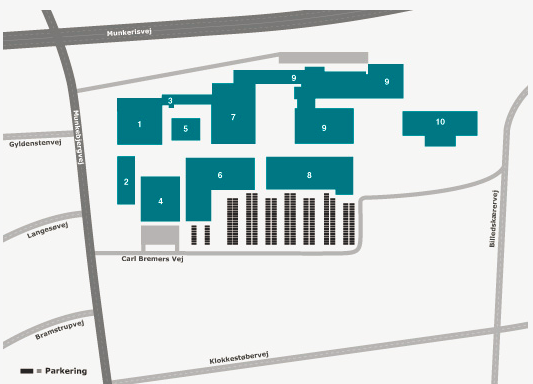 Munkerisvej
Munkebjergvej
9
9
3
1
5
7
9
10
Gyldenstenvej
2
4
6
8
Langesøvej
Billedskærervej
Carl Bremers Vej
Bramstrupvej
Klokkestøbervej
Parkering